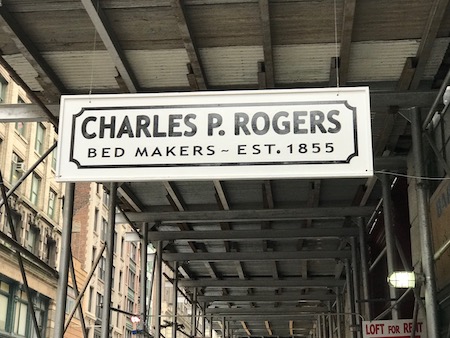 CHARLES P. ROGERS
BED MAKERS ~ EST. 1855
LOFT for RENT